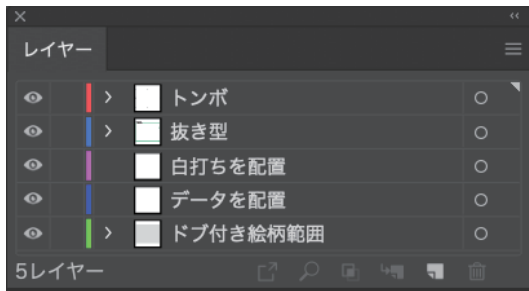 レイヤー
トンボ
抜き型
白打ちを配置
データを配置
ドブ付き絵柄範囲
5レイヤー